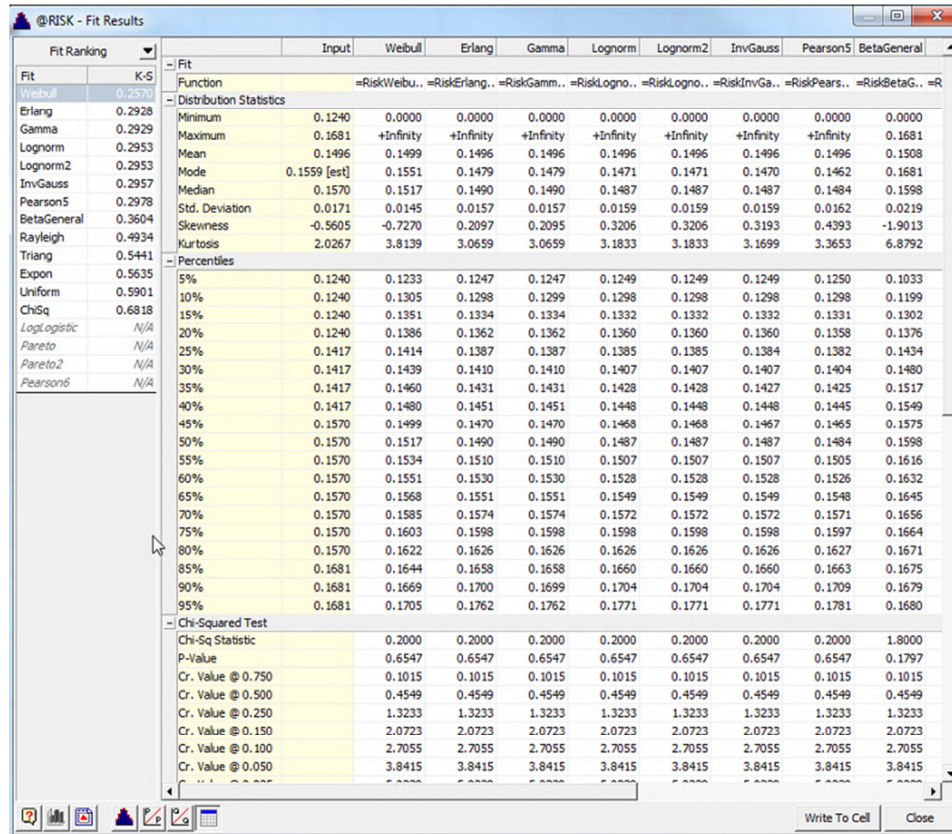 @RISK - Fit Results
Fit Ranking
Fit K-S
Weibull 0.2570
Erlang 0.2928
Gamma 0.2929
Lognorm 0.2953
Lognorm2 0.2953
InvGauss 0.2957
Pearson5 0.2978
BetaGeneral 0.3604
Rayleigh 0.4934
Triang 0.5441
Expon 0.5635
Uniform 0.5901
ChiSq 0.6818
LogLogistic N/A
Pareto N/A
Pareto2 N/A
Pearson6 N/A
Input Weibull Erlang Gamma Lognorm Lognorm2 InvGauss Pearson5 BetaGeneral
Fit
Function =RiskWeibu.. =RiskErlang.. =RiskGamm.. =RiskLogno.. =RiskLogno.. =RiskInvGa.. =RiskPears.. =RiskBetaG.. =R
Distribution Statistics
Minimum 0.1240 0.0000 0.0000 0.0000 0.0000 0.0000 0.0000 0.0000 0.0000
Maximum 0.1681 +Infinity +Infinity +Infinity +Infinity +Infinity +Infinity +Infinity 0.1681
Mean 0.1496 0.1499 0.1496 0.1496 0.1496 0.1496 0.1496 0.1496 0.1508
Mode 0.1559 [est] 0.1551 0.1479 0.1479 0.1471 0.1471 0.1470 0.1462 0.1681
Median 0.1570 0.1517 0.1490 0.1490 0.1487 0.1487 0.1487 0.1484 0.1598
Std. Deviation 0.0171 0.0145 0.0157 0.0157 0.0159 0.0159 0.0159 0.0162 0.0219
Skewness -0.5605 -0.7270 0.2097 0.2095 0.3206 0.3206 0.3193 0.4393 -1.9013
Kurtosis 2.0267 3.8139 3.0659 3.0659 3.1833 3.1833 3.1699 3.3653 6.8792
Percentiles
5% 0.1240 0.1233 0.1247 0.1247 0.1249 0.1249 0.1249 0.1250 0.1033
10% 0.1240 0.1305 0.1298 0.1299 0.1298 0.1298 0.1298 0.1298 0.1199
15% 0.1240 0.1351 0.1334 0.1334 0.1332 0.1332 0.1332 0.1331 0.1302
20% 0.1240 0.1386 0.1362 0.1362 0.1360 0.1360 0.1360 0.1358 0.1376
25% 0.1417 0.1414 0.1387 0.1387 0.1385 0.1385 0.1384 0.1382 0.1434
30% 0.1417 0.1439 0.1410 0.1410 0.1407 0.1407 0.1407 0.1404 0.1480
35% 0.1417 0.1460 0.1431 0.1431 0.1428 0.1428 0.1427 0.1425 0.1517
40% 0.1417 0.1480 0.1451 0.1451 0.1448 0.1448 0.1448 0.1445 0.1549
45% 0.1570 0.1499 0.1470 0.1470 0.1468 0.1468 0.1467 0.1465 0.1575
50% 0.1570 0.1517 0.1490 0.1490 0.1487 0.1487 0.1487 0.1484 0.1598
55% 0.1570 0.1534 0.1510 0.1510 0.1507 0.1507 0.1507 0.1505 0.1616
60% 0.1570 0.1551 0.1530 0.1530 0.1528 0.1528 0.1528 0.1526 0.1632
65% 0.1570 0.1568 0.1551 0.1551 0.1549 0.1549 0.1549 0.1548 0.1645
70% 0.1570 0.1585 0.1574 0.1574 0.1572 0.1572 0.1572 0.1571 0.1656
75% 0.1570 0.1603 0.1598 0.1598 0.1598 0.1598 0.1598 0.1597 0.1664
80% 0.1570 0.1622 0.1626 0.1626 0.1626 0.1626 0.1626 0.1627 0.1671
85% 0.1681 0.1644 0.1658 0.1658 0.1660 0.1660 0.1660 0.1663 0.1675
90% 0.1681 0.1669 0.1700 0.1699 0.1704 0.1704 0.1704 0.1709 0.1679
95% 0.1681 0.1705 0.1762 0.1762 0.1771 0.1771 0.1771 0.1781 0.1680
Chi-Squared Test
Chi-Sq Statistic 0.2000 0.2000 0.2000 0.2000 0.2000 0.2000 0.2000 1.8000
P-Value 0.6547 0.6547 0.6547 0.6547 0.6547 0.6547 0.6547 0.1797
Cr. Value @ 0.750 0.1015 0.1015 0.1015 0.1015 0.1015 0.1015 0.1015 0.1015
Cr. Value @ 0.500 0.4549 0.4549 0.4549 0.4549 0.4549 0.4549 0.4549 0.4549
Cr. Value @ 0.250 1.3233 1.3233 1.3233 1.3233 1.3233 1.3233 1.3233 1.3233
Cr. Value @ 0.150 2.0723 2.0723 2.0723 2.0723 2.0723 2.0723 2.0723 2.0723
Cr. Value @ 0.100 2.7055 2.7055 2.7055 2.7055 2.7055 2.7055 2.7055 2.7055
Cr. Value @ 0.050 3.8415 3.8415 3.8415 3.8415 3.8415 3.8415 3.8415 3.8415
Write To Cell Close